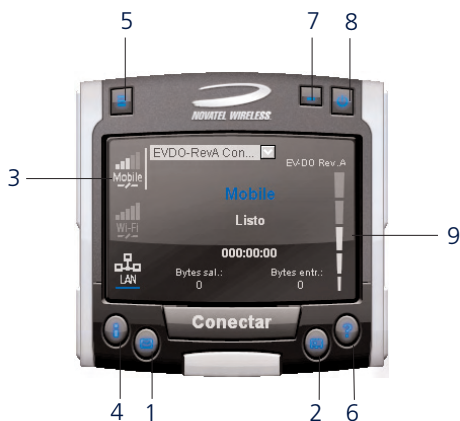 5
7
8
NOVATEL WIRELESS
EVDO-RevA Con...
EV-DO Rev.A
3
Mobile
Mobile
Wi-Fi
Listo
9
000:00:00
LAN
Bytes sal.:
0
Bytes entr.:
0
Conectar
4
1
2
6